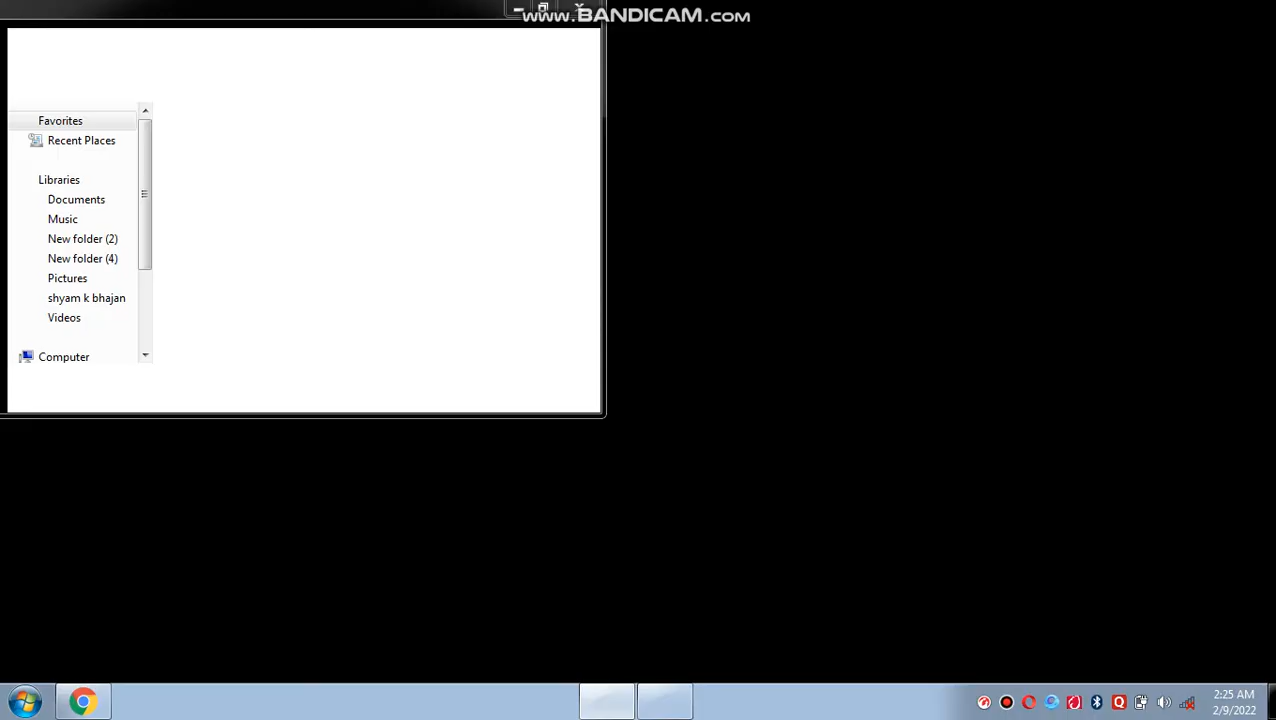 www.BANDICAM.com
Favorites
Recent Places
Libraries
Documents
Music
New folder (2)
New folder (4)
Pictures
shyam k bhajan
Videos
Computer
2:25 AM
2/9/2022